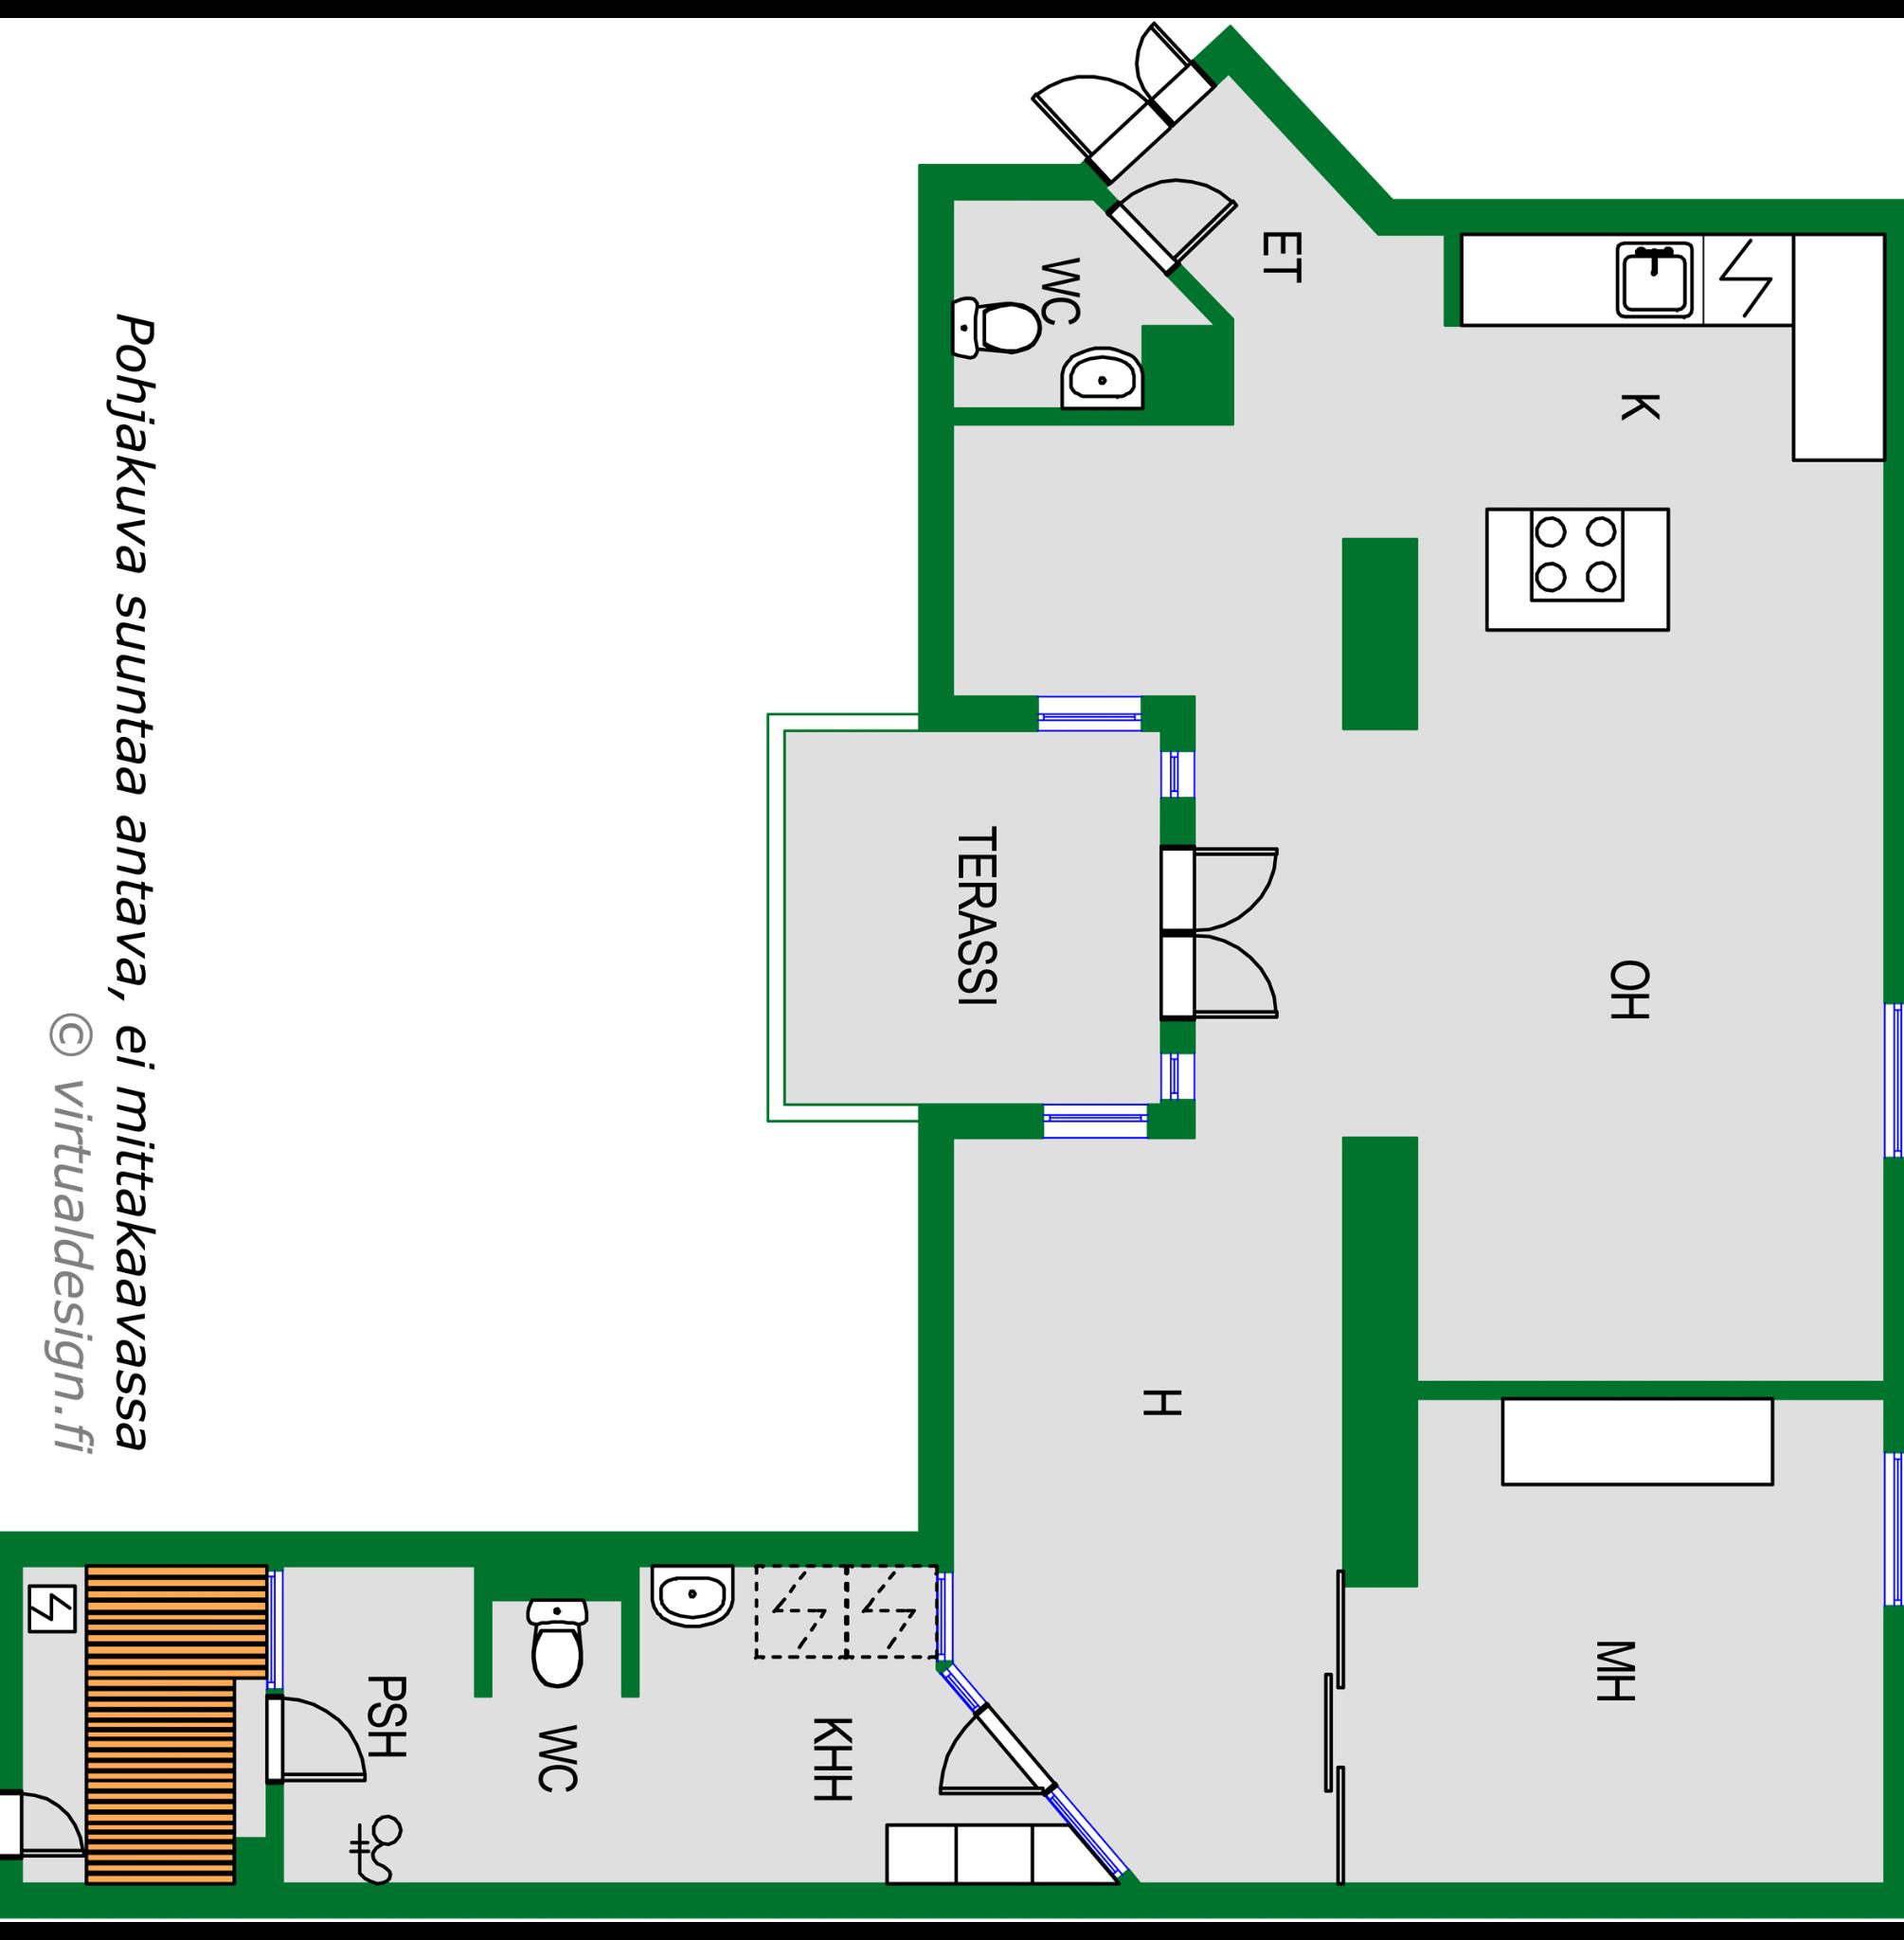 ET
K
WC
OH
TERASSI
H
MH
KHH
WC
PSH
Pohjakuva suuntaa antava, ei mittakaavassa
© virtualdesign.fi